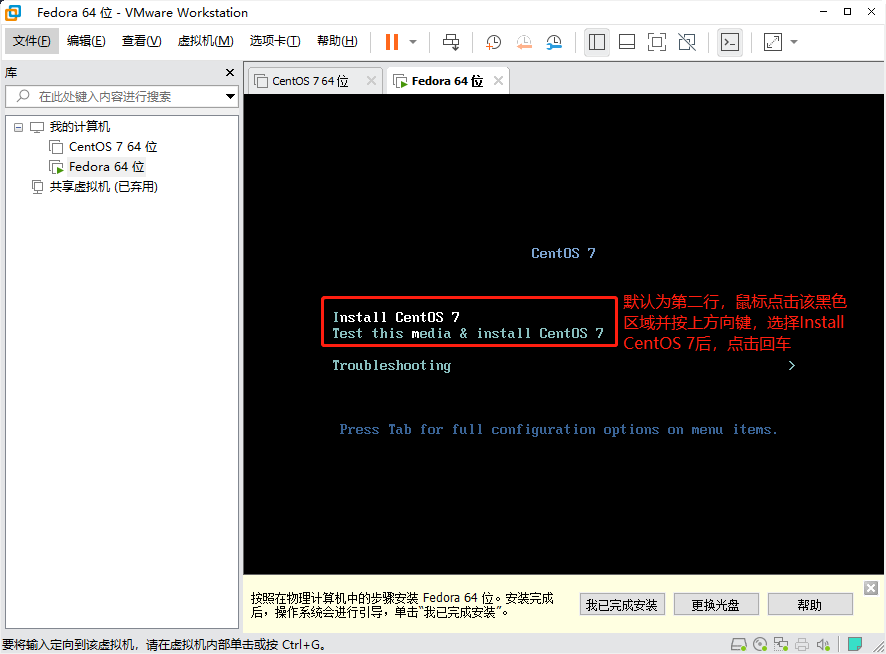 Fedora 64 位 - VMware Workstation
文件(F) 编辑(E) 查看(V) 虚拟机(M) 选项卡(T) 帮助(H)
库
在此处键入内容进行搜索
我的计算机
CentOS 7 64 位
Fedora 64 位
共享虚拟机 (已弃用)
CentOS 7 64 位 Fedora 64 位
CentOS 7
Install CentOS 7
Test this media & install CentOS 7
默认为第二行，鼠标点击该黑色
区域并按上方向键，选择Install
CentOS 7后，点击回车
Troubleshooting >
Press Tab for full configuration options on menu items.
按照在物理计算机中的步骤安装 Fedora 64 位。安装完成
后，操作系统会进行引导，单击“我已完成安装”。
我已完成安装 更换光盘 帮助
要将输入定向到该虚拟机，请在虚拟机内部单击或按 Ctrl+G。